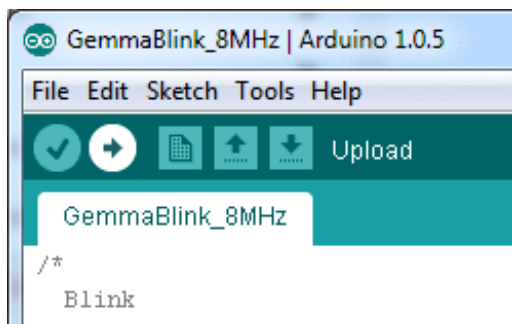 GemmaBlink_8MHz | Arduino 1.0.5
File Edit Sketch Tools Help
Upload
GemmaBlink_8MHz
/*
Blink